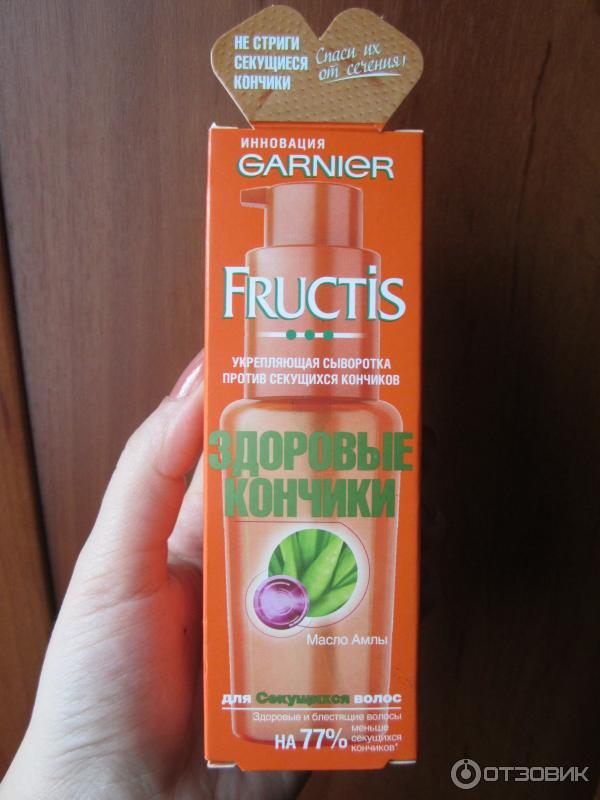 НЕ СТРИГИ
СЕКУЩИЕСЯ
КОНЧИКИ
Спаси их
от сечения!
ИННОВАЦИЯ
GARNIER
FRUCTIS
УКРЕПЛЯЮЩАЯ СЫВОРОТКА
ПРОТИВ СЕКУЩИХСЯ КОНЧИКОВ
ЗДОРОВЫЕ
КОНЧИКИ
Масло Амлы
для Секущихся волос
Здоровые и блестящие волосы
НА 77% меньше
секущихся
кончиков*
ОТЗОВИК